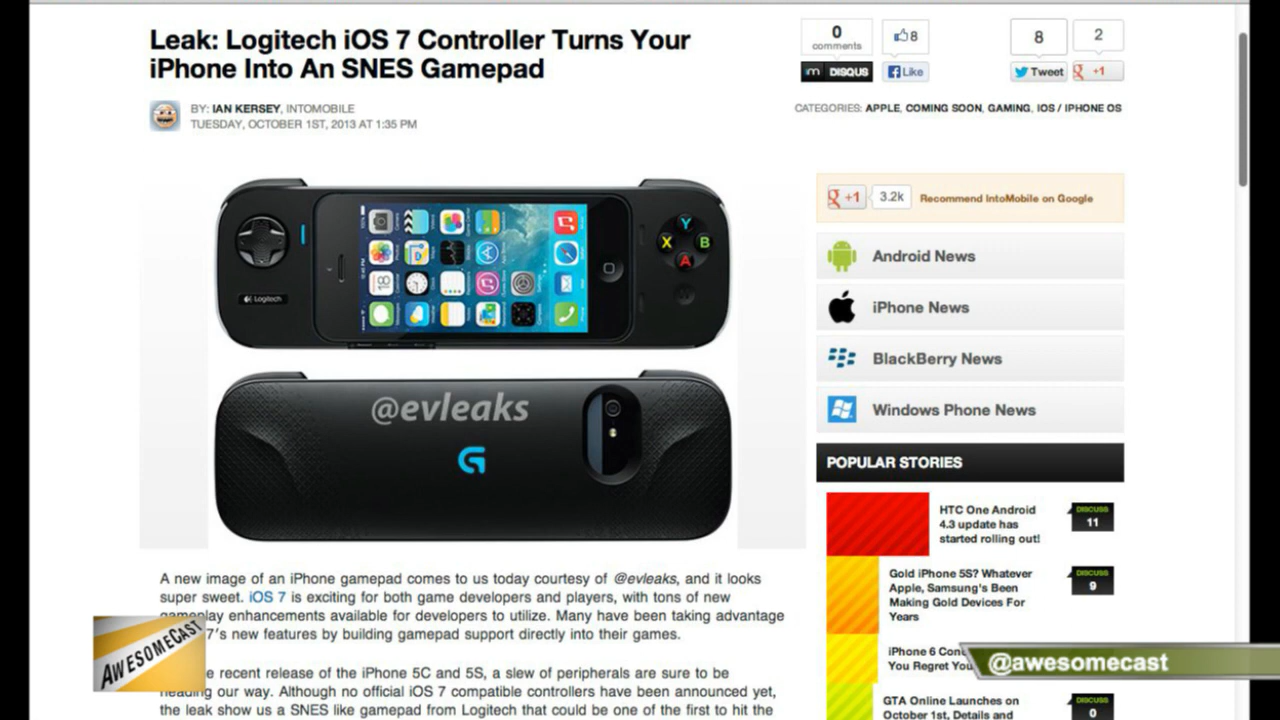 Leak: Logitech iOS 7 Controller Turns Your
iPhone Into An SNES Gamepad
BY: IAN KERSEY, INTOMOBILE
TUESDAY, OCTOBER 1ST, 2013 AT 1:35 PM
0
comments
DISQUS
8
Like
8
Tweet
2
+1
CATEGORIES: APPLE, COMING SOON, GAMING, IOS / IPHONE OS
Y
X
B
A
Logitech
@evleaks
G
+1
3.2k
Recommend IntoMobile on Google
Android News
iPhone News
BlackBerry News
Windows Phone News
POPULAR STORIES
HTC One Android
4.3 update has
started rolling out!
DISCUSS
11
Gold iPhone 5S? Whatever
Apple, Samsung's Been
Making Gold Devices For
Years
DISCUSS
9
iPhone 6
You Regret
GTA Online Launches on
October 1st, Details and
DISCUSS
0
A new image of an iPhone gamepad comes to us today courtesy of @evleaks, and it looks
super sweet. iOS 7 is exciting for both game developers and players, with tons of new
gameplay enhancements available for developers to utilize. Many have been taking advantage
7's new features by building gamepad support directly into their games.
recent release of the iPhone 5C and 5S, a slew of peripherals are sure to be
heading our way. Although no official iOS 7 compatible controllers have been announced yet,
the leak show us a SNES like gamepad from Logitech that could be one of the first to hit the
AWESOMECAST
@awesomecast